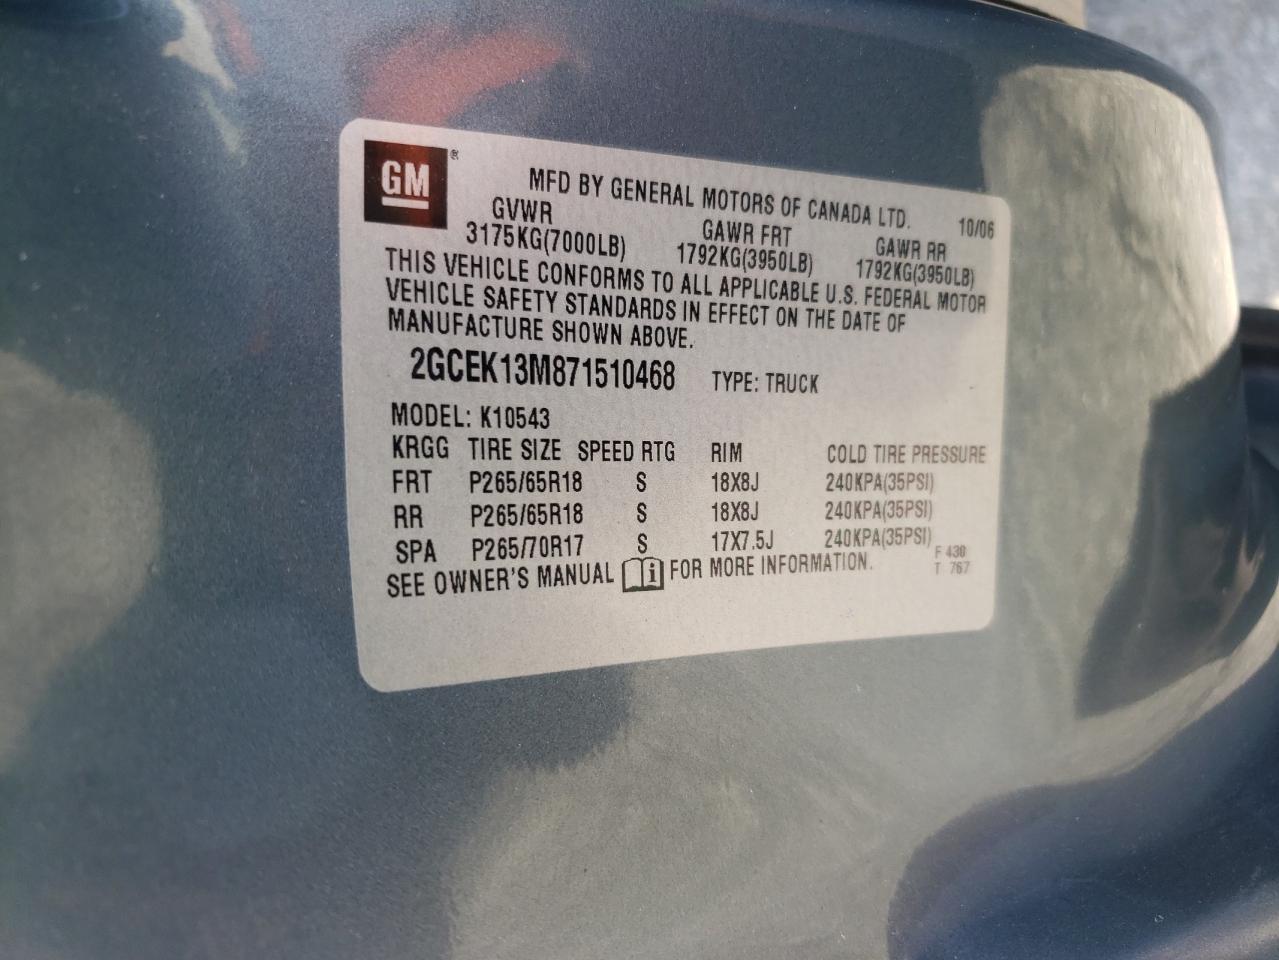 GM ®
MFD BY GENERAL MOTORS OF CANADA LTD. 10/06
GVWR GAWR FRT GAWR RR
3175KG(7000LB) 1792KG(3950LB) 1792KG(3950LB)
THIS VEHICLE CONFORMS TO ALL APPLICABLE U.S. FEDERAL MOTOR
VEHICLE SAFETY STANDARDS IN EFFECT ON THE DATE OF
MANUFACTURE SHOWN ABOVE.
2GCEK13M871510468 TYPE: TRUCK
MODEL: K10543
KRGG TIRE SIZE SPEED RTG RIM COLD TIRE PRESSURE
FRT P265/65R18 S 18X8J 240KPA(35PSI)
RR P265/65R18 S 18X8J 240KPA(35PSI)
SPA P265/70R17 S 17X7.5J 240KPA(35PSI)
SEE OWNER'S MANUAL i FOR MORE INFORMATION.
F 430
T 767